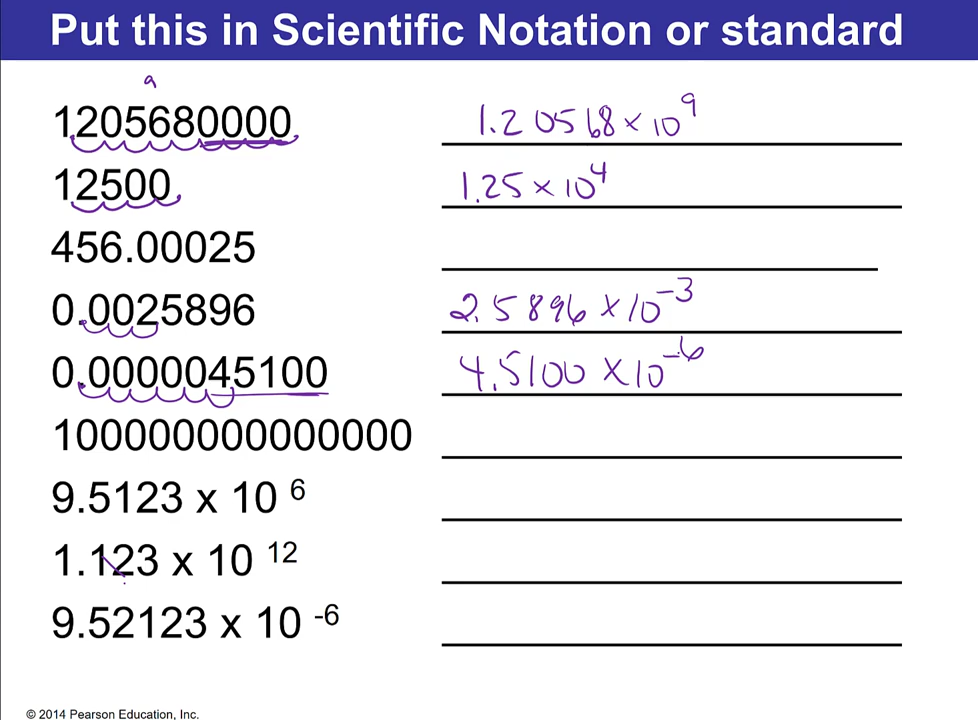 Put this in Scientific Notation or standard
9
1205680000 1.20568 x 10 9
12500 1.25 x 10 4
456.00025
0.0025896 2.5896 x 10 -3
0.0000045100 4.5100 x 10 -6
100000000000000
9.5123 x 10 6
1.123 x 10 12
9.52123 x 10 -6
© 2014 Pearson Education, Inc.